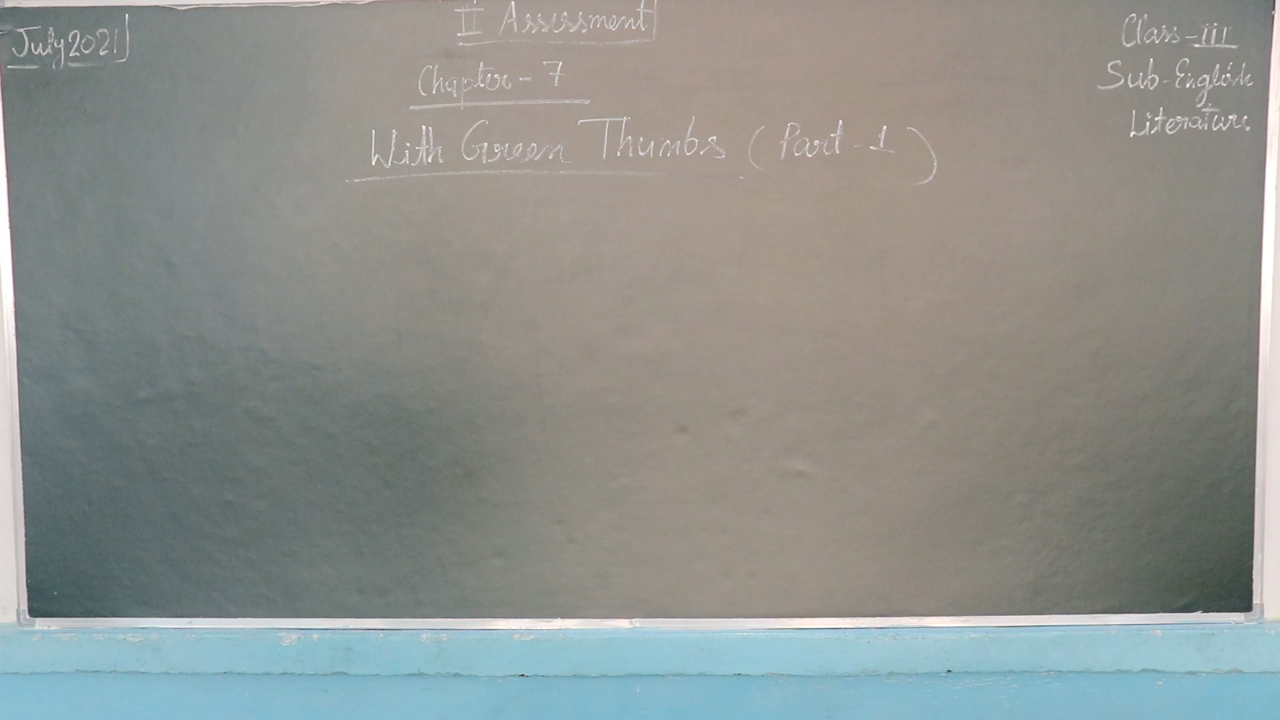 July 2021
II Assessment
Class-III
Chapter-7
Sub-English
Literature
With Green Thumbs (Part-1)